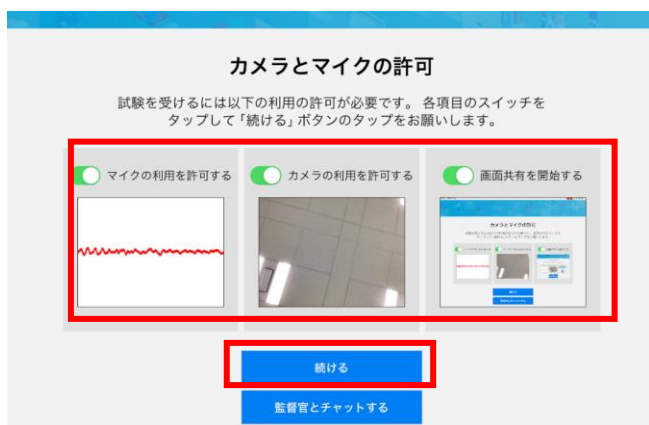 カメラとマイクの許可
試験を受けるには以下の利用の許可が必要です。 各項目のスイッチを
タップして「続ける」ボタンのタップをお願いします。
マイクの利用を許可する
カメラの利用を許可する
画面共有を開始する
カメラとマイクの許可
続ける
監督官とチャットする